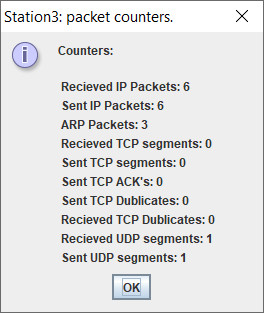 Station3: packet counters.
Counters:
Recieved IP Packets: 6
Sent IP Packets: 6
ARP Packets: 3
Recieved TCP segments: 0
Sent TCP segments: 0
Sent TCP ACK's: 0
Sent TCP Dublicates: 0
Recieved TCP Dublicates: 0
Recieved UDP segments: 1
Sent UDP segments: 1
OK